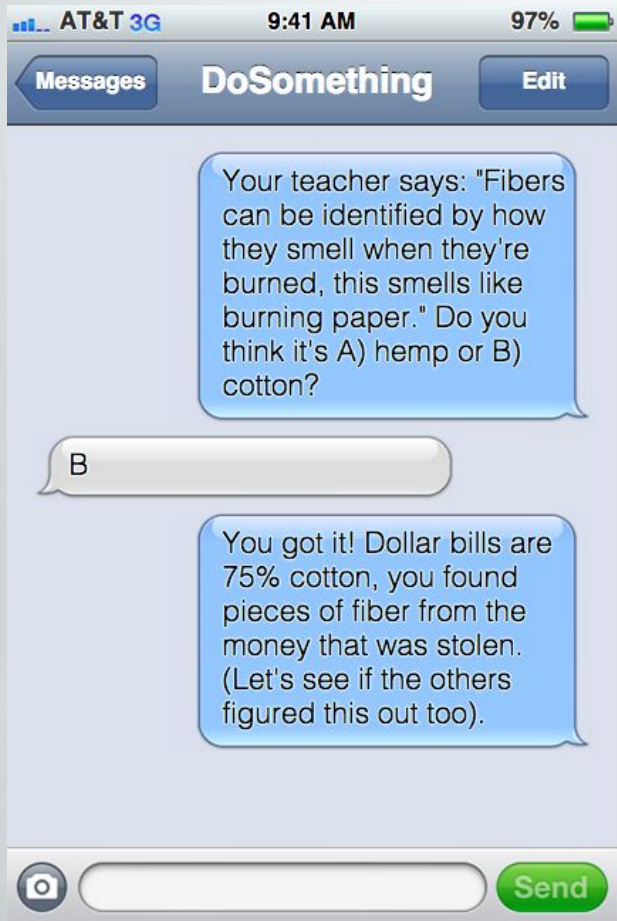 AT&T 3G 9:41 AM 97%
Messages DoSomething Edit
Your teacher says: "Fibers
can be identified by how
they smell when they're
burned, this smells like
burning paper." Do you
think it's A) hemp or B)
cotton?
B
You got it! Dollar bills are
75% cotton, you found
pieces of fiber from the
money that was stolen.
(Let's see if the others
figured this out too).
Send